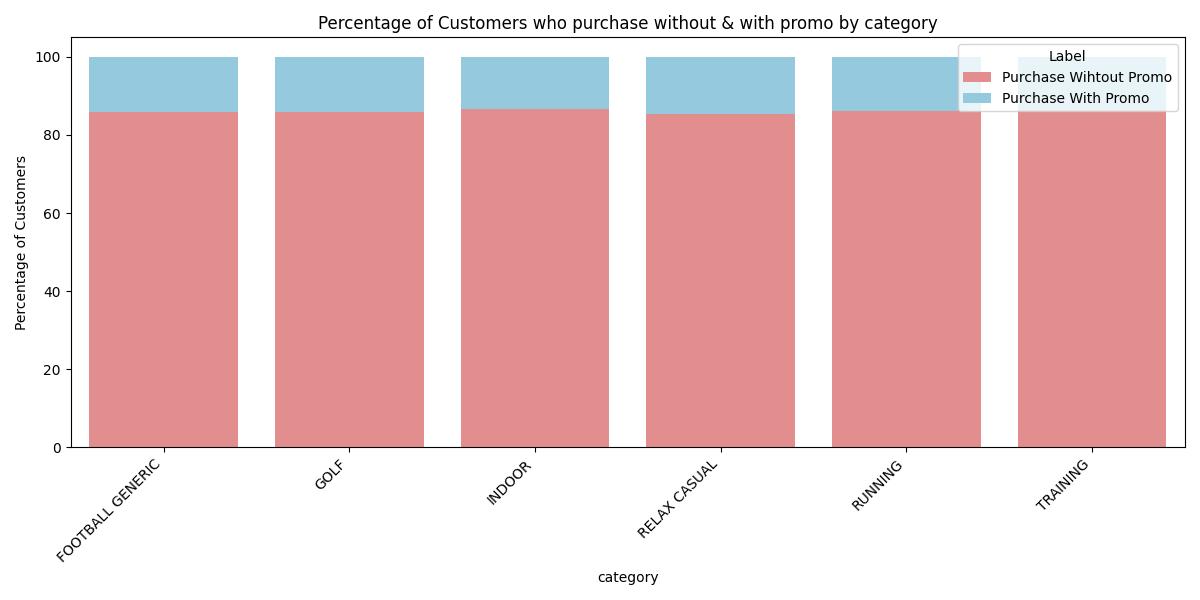 Percentage of Customers who purchase without & with promo by category
Label
Purchase Wihtout Promo
Purchase With Promo
Percentage of Customers
100
80
60
40
20
0
FOOTBALL GENERIC
GOLF
INDOOR
RELAX CASUAL
RUNNING
TRAINING
category